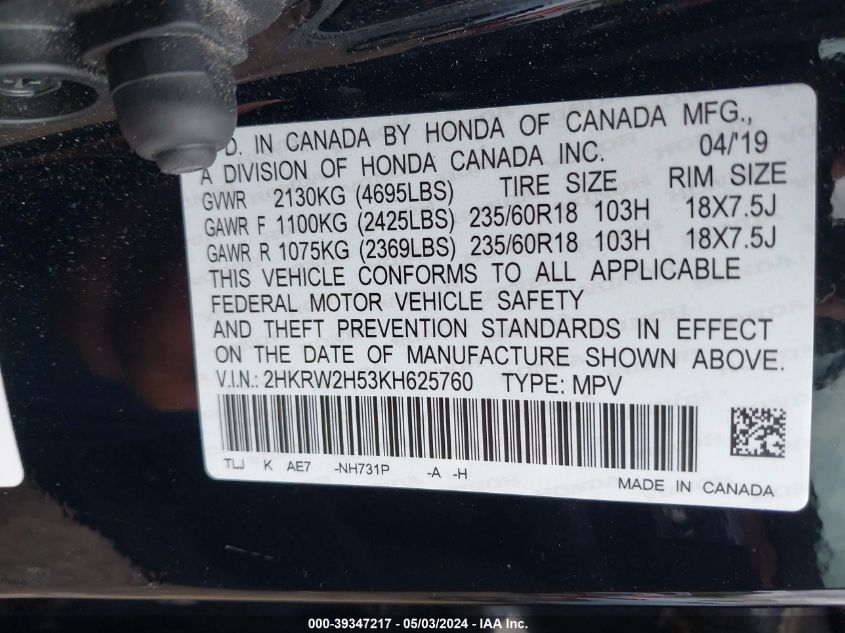 D. IN CANADA BY HONDA OF CANADA MFG.,
A DIVISION OF HONDA CANADA INC. 04/'19
GVWR 2130KG (4695LBS) TIRE SIZE RIM SIZE
GAWR F 1100KG (2425LBS) 235/60R18 103H 18X7.5J
GAWR R 1075KG (2369LBS) 235/60R18 103H 18X7.5J
THIS VEHICLE CONFORMS TO ALL APPLICABLE
FEDERAL MOTOR VEHICLE SAFETY
AND THEFT PREVENTION STANDARDS IN EFFECT
ON THE DATE OF MANUFACTURE SHOWN ABOVE.
V.I.N.: 2HKRW2H53KH625760 TYPE: MPV
TLJ K AE7 -NH731P -A -H
MADE IN CANADA
000-39347217 - 05/03/2024 - IAA Inc.